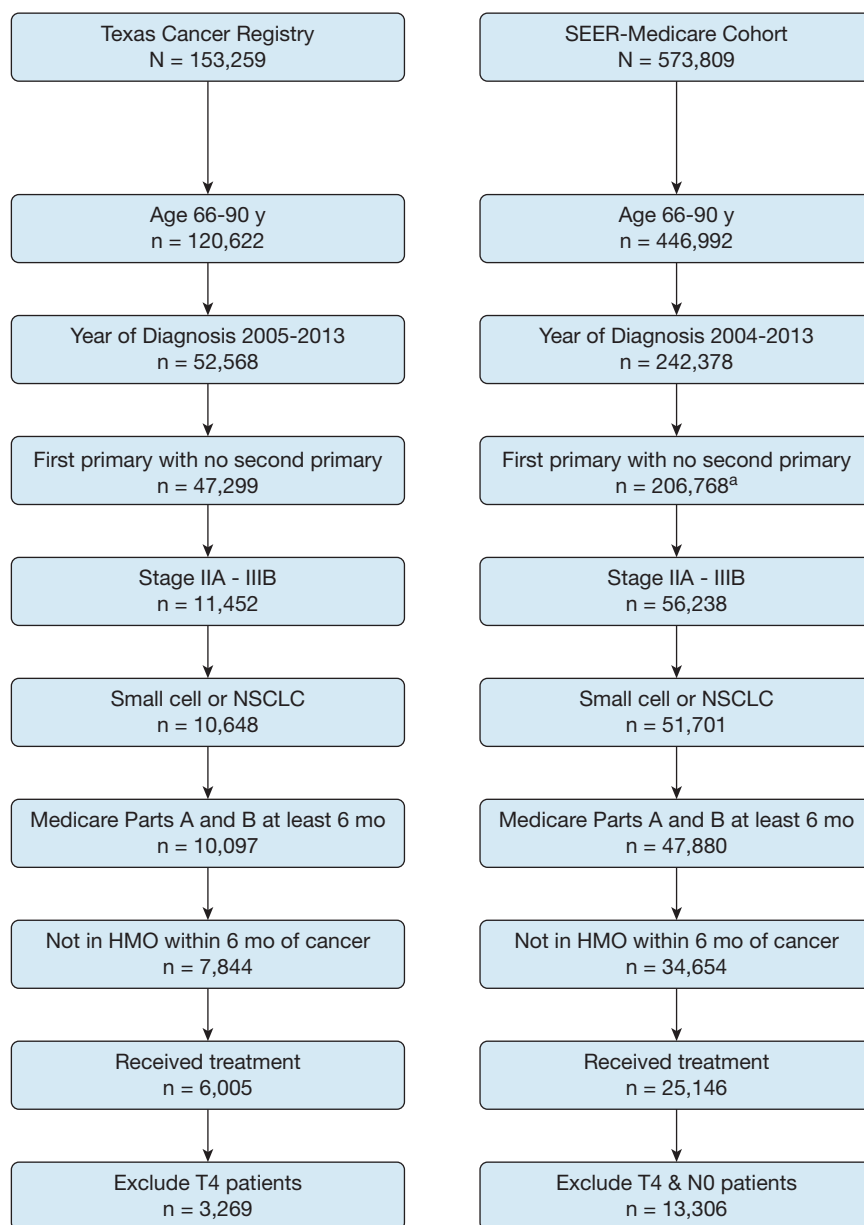 Texas Cancer Registry
N = 153,259
Age 66-90 y
n = 120,622
Year of Diagnosis 2005-2013
n = 52,568
First primary with no second primary
n = 47,299
Stage IIA - IIIB
n = 11,452
Small cell or NSCLC
n = 10,648
Medicare Parts A and B at least 6 mo
n = 10,097
Not in HMO within 6 mo of cancer
n = 7,844
Received treatment
n = 6,005
Exclude T4 patients
n = 3,269
SEER-Medicare Cohort
N = 573,809
Age 66-90 y
n = 446,992
Year of Diagnosis 2004-2013
n = 242,378
First primary with no second primary
n = 206,768ᵃ
Stage IIA - IIIB
n = 56,238
Small cell or NSCLC
n = 51,701
Medicare Parts A and B at least 6 mo
n = 47,880
Not in HMO within 6 mo of cancer
n = 34,654
Received treatment
n = 25,146
Exclude T4 & N0 patients
n = 13,306